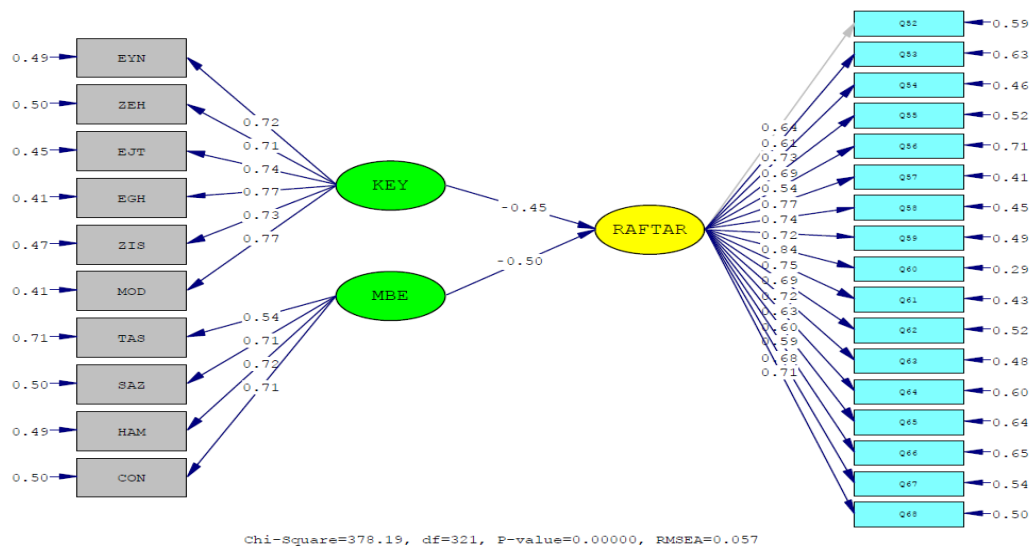 0.49 EYN
0.50 ZEH
0.45 EJT
0.41 EGH
0.47 ZIS
0.41 MOD
0.71 TAS
0.50 SAZ
0.49 HAM
0.50 CON
0.72
0.71
0.74
0.77
0.73
0.77
0.54
0.71
0.72
0.71
KEY
MBE
-0.45
-0.50
RAFTAR
0.64
0.61
0.73
0.69
0.54
0.77
0.74
0.72
0.84
0.75
0.69
0.72
0.63
0.60
0.59
0.68
0.71
Q52 0.59
Q53 0.63
Q54 0.46
Q55 0.52
Q56 0.71
Q57 0.41
Q58 0.45
Q59 0.49
Q60 0.29
Q61 0.43
Q62 0.52
Q63 0.48
Q64 0.60
Q65 0.64
Q66 0.65
Q67 0.54
Q68 0.50
Chi-Square=378.19, df=321, P-value=0.00000, RMSEA=0.057